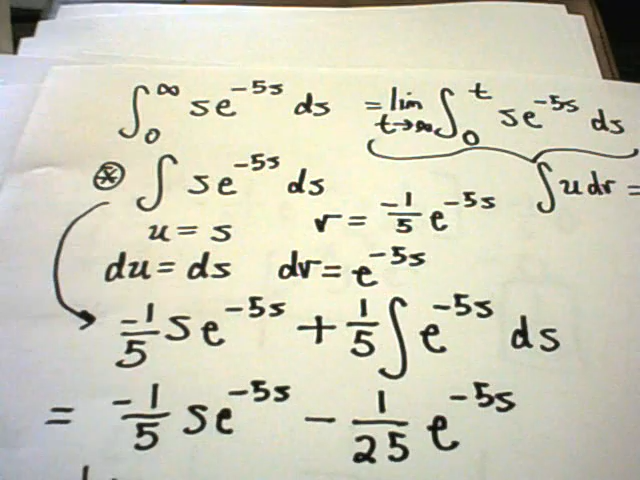 ∫₀^∞ se^{-5s} ds = lim_{t→∞} ∫₀^t se^{-5s} ds
⊛ ∫ se^{-5s} ds
∫u dv =
u = s v = -1/5 e^{-5s}
du = ds dv = e^{-5s}
-1/5 se^{-5s} + 1/5 ∫ e^{-5s} ds
= -1/5 se^{-5s} - 1/25 e^{-5s}